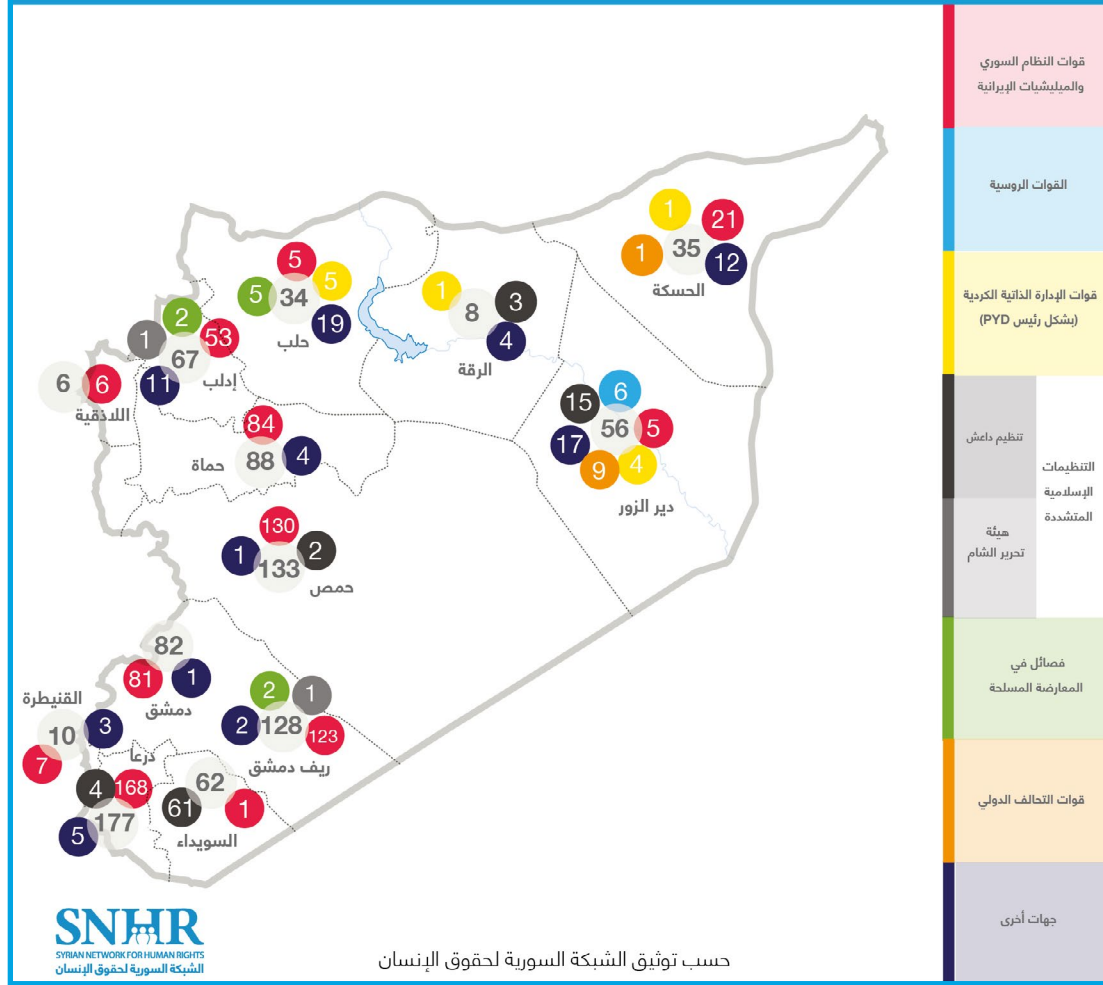 قوات النظام السوري
والميليشيات الإيرانية
القوات الروسية
قوات الإدارة الذاتية الكردية
(بشكل رئيس PYD)
تنظيم داعش
التنظيمات
الإسلامية
المتشددة
هيئة
تحرير الشام
فصائل في
المعارضة المسلحة
قوات التحالف الدولي
جهات أخرى
1
21
1
35
12
الحسكة
5
5
5
34
19
حلب
1
3
8
4
الرقة
2
1
53
67
11
إدلب
6
6
اللاذقية
6
15
56
5
17
9
4
دير الزور
84
88
4
حماة
130
1
2
133
حمص
82
81
1
دمشق
2
1
2
128
123
ريف دمشق
القنيطرة
10
3
7
درعا
4
168
177
5
62
61
1
السويداء
SNHR
SYRIAN NETWORK FOR HUMAN RIGHTS
الشبكة السورية لحقوق الإنسان
حسب توثيق الشبكة السورية لحقوق الإنسان